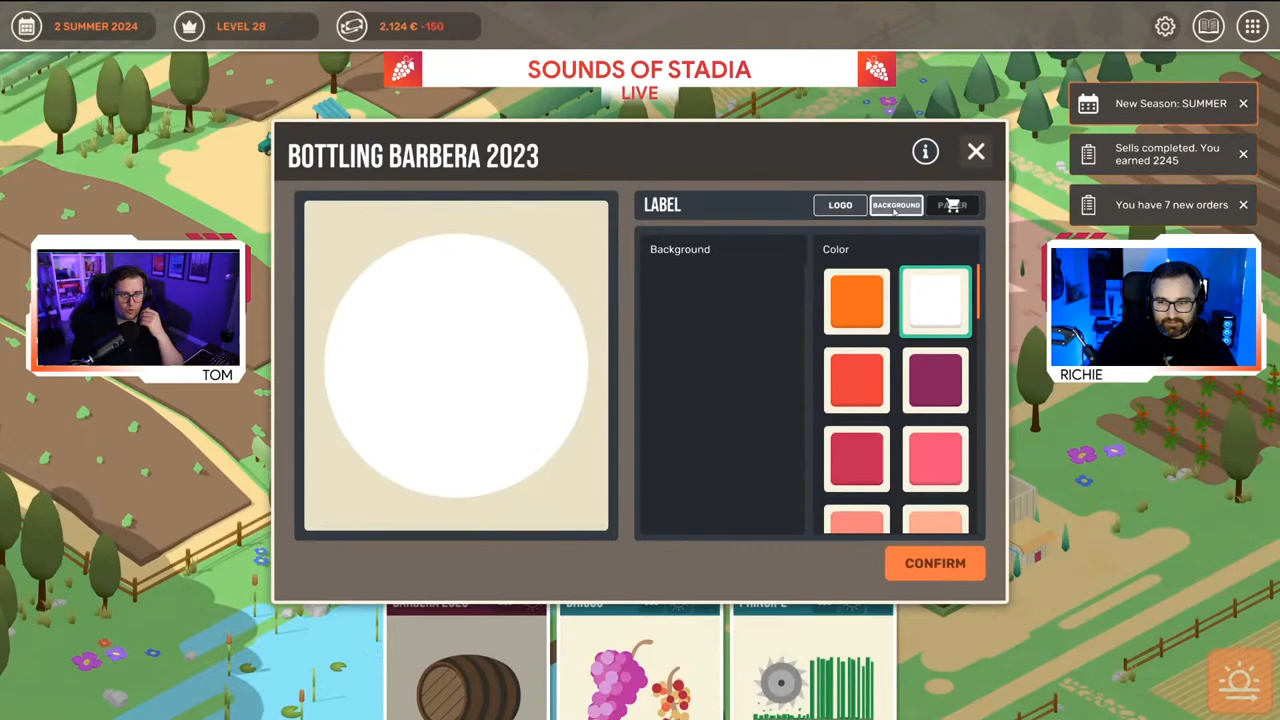 2 SUMMER 2024
LEVEL 28
2.124 € -150
SOUNDS OF STADIA
LIVE
New Season: SUMMER
Sells completed. You
earned 2245
You have 7 new orders
BOTTLING BARBERA 2023
LABEL
LOGO
BACKGROUND
Background
Color
TOM
RICHIE
CONFIRM